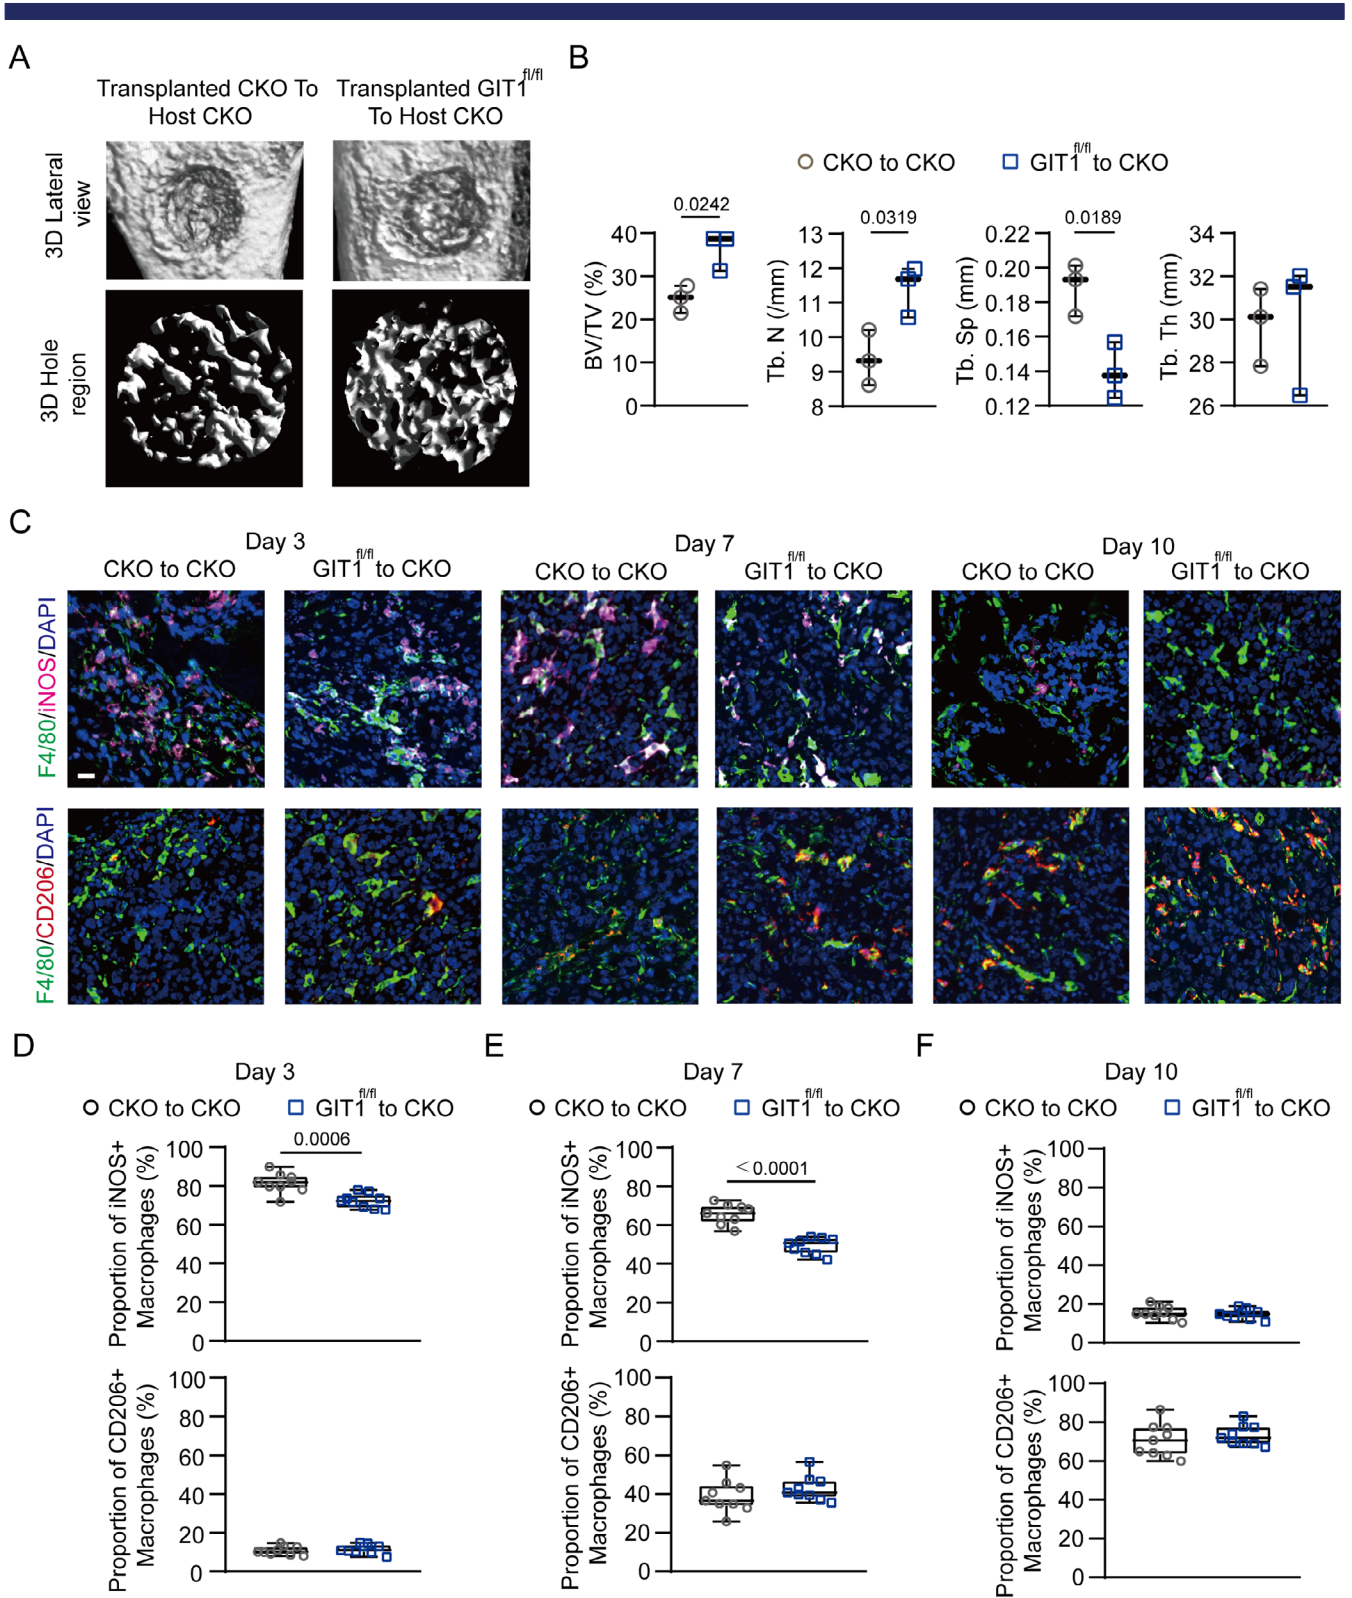 A
Transplanted CKO To
Host CKO
Transplanted GIT1fl/fl
To Host CKO
3D Lateral
view
3D Hole
region
B
CKO to CKO
GIT1fl/fl to CKO
0.0242
BV/TV (%)
40
30
20
10
0
0.0319
Tb. N (/mm)
13
12
11
10
9
8
0.0189
Tb. Sp (mm)
0.22
0.20
0.18
0.16
0.14
0.12
Tb. Th (mm)
34
32
30
28
26
C
Day 3
Day 7
Day 10
CKO to CKO
GIT1fl/fl to CKO
CKO to CKO
GIT1fl/fl to CKO
CKO to CKO
GIT1fl/fl to CKO
F4/80/iNOS/DAPI
F4/80/CD206/DAPI
D
Day 3
CKO to CKO
GIT1fl/fl to CKO
0.0006
Proportion of iNOS+
Macrophages (%)
100
80
60
40
20
0
Proportion of CD206+
Macrophages (%)
100
80
60
40
20
0
E
Day 7
CKO to CKO
GIT1fl/fl to CKO
<0.0001
Proportion of iNOS+
Macrophages (%)
100
80
60
40
20
0
Proportion of CD206+
Macrophages (%)
100
80
60
40
20
0
F
Day 10
CKO to CKO
GIT1fl/fl to CKO
Proportion of iNOS+
Macrophages (%)
100
80
60
40
20
0
Proportion of CD206+
Macrophages (%)
100
80
60
40
20
0